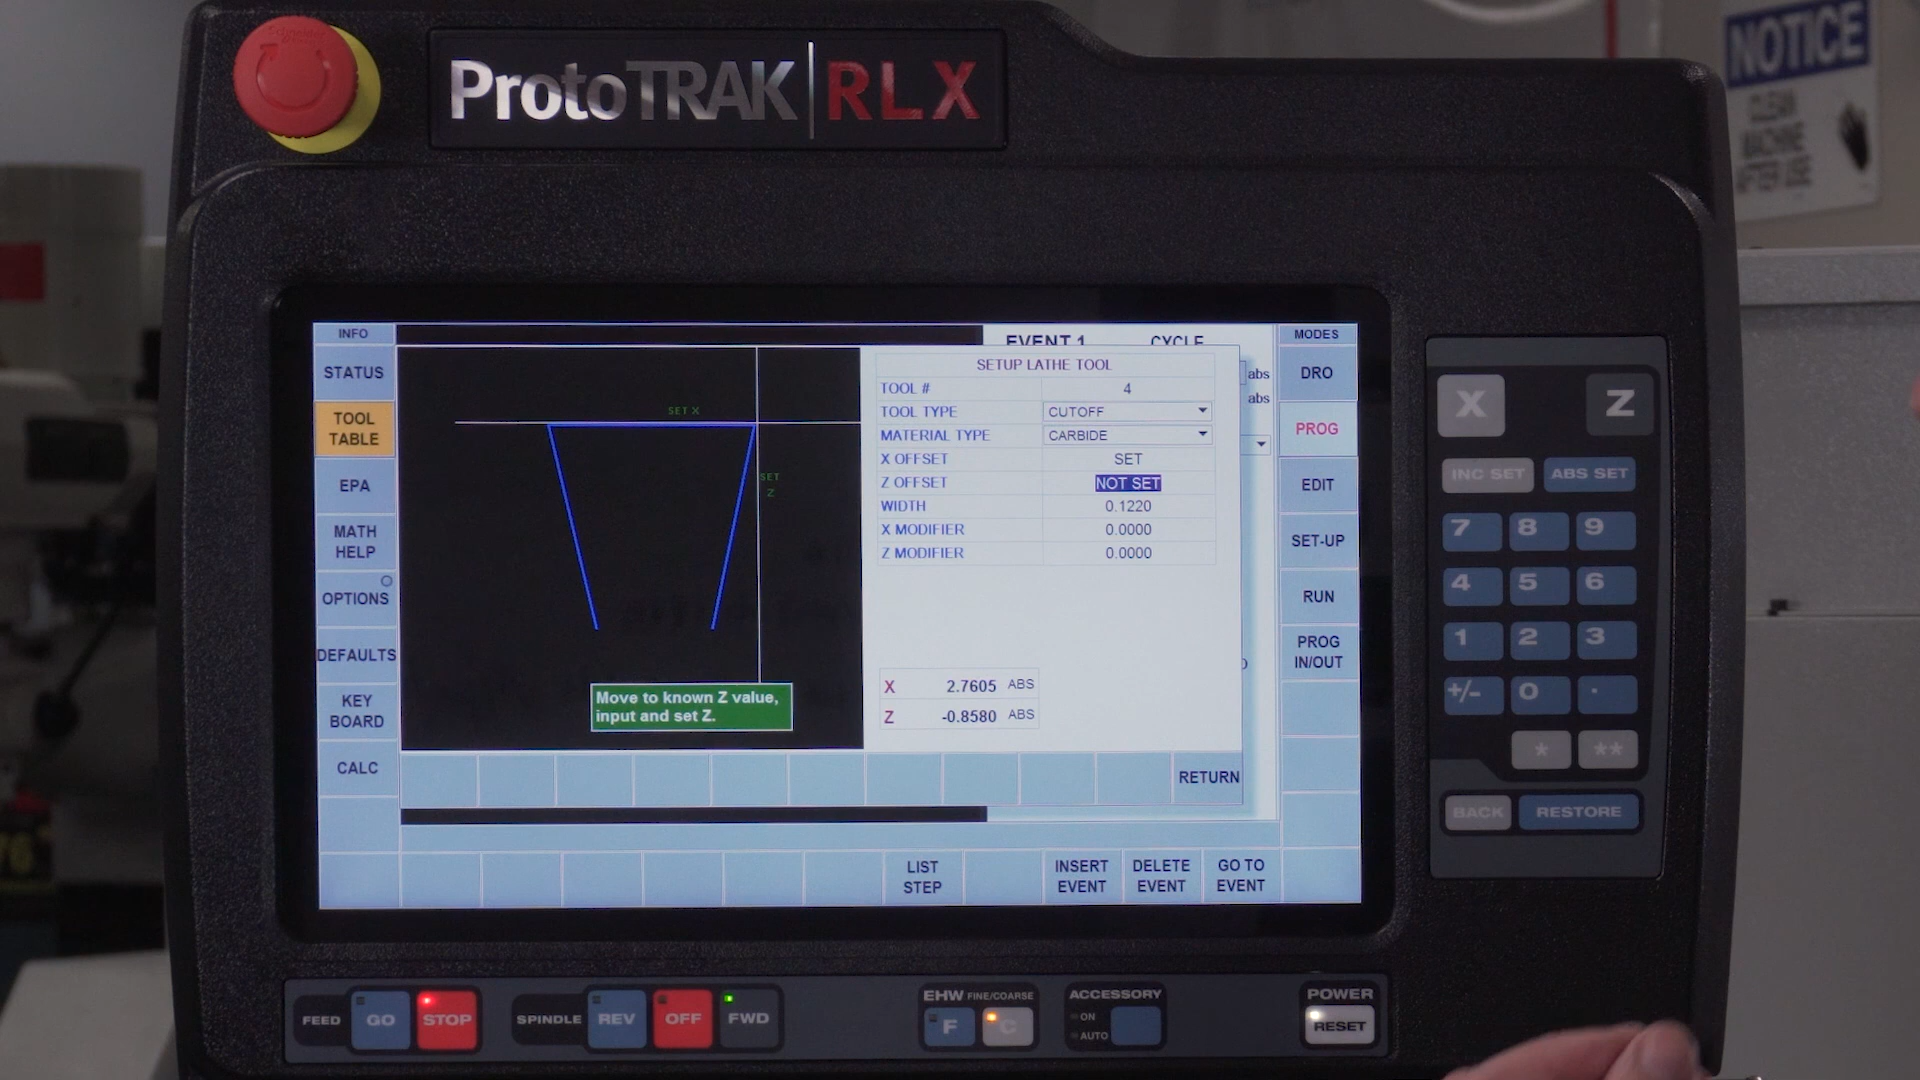 ProtoTRAK RLX
NOTICE
CLEAN
MACHINE
AFTER USE
INFO
STATUS
TOOL
TABLE
EPA
MATH
HELP
OPTIONS
DEFAULTS
KEY
BOARD
CALC
EVENT 1 CYCLE
abs
abs
SET X
SET
Z
Move to known Z value,
input and set Z.
SETUP LATHE TOOL
TOOL # 4
TOOL TYPE CUTOFF
MATERIAL TYPE CARBIDE
X OFFSET SET
Z OFFSET NOT SET
WIDTH 0.1220
X MODIFIER 0.0000
Z MODIFIER 0.0000
X 2.7605 ABS
Z -0.8580 ABS
RETURN
LIST
STEP
INSERT
EVENT
DELETE
EVENT
GO TO
EVENT
MODES
DRO
PROG
EDIT
SET-UP
RUN
PROG
IN/OUT
X Z
INC SET ABS SET
7 8 9
4 5 6
1 2 3
+/- 0 .
* **
BACK RESTORE
FEED GO STOP
SPINDLE REV OFF FWD
EHW FINE/COARSE
F C
ACCESSORY
ON
AUTO
POWER
RESET
76